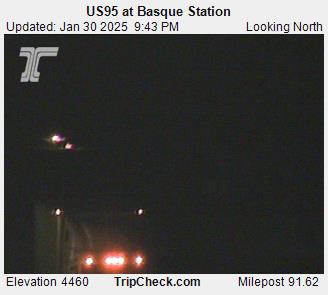 US95 at Basque Station
Updated: Jan 30 2025 9:43 PM Looking North
Elevation 4460 TripCheck.com Milepost 91.62